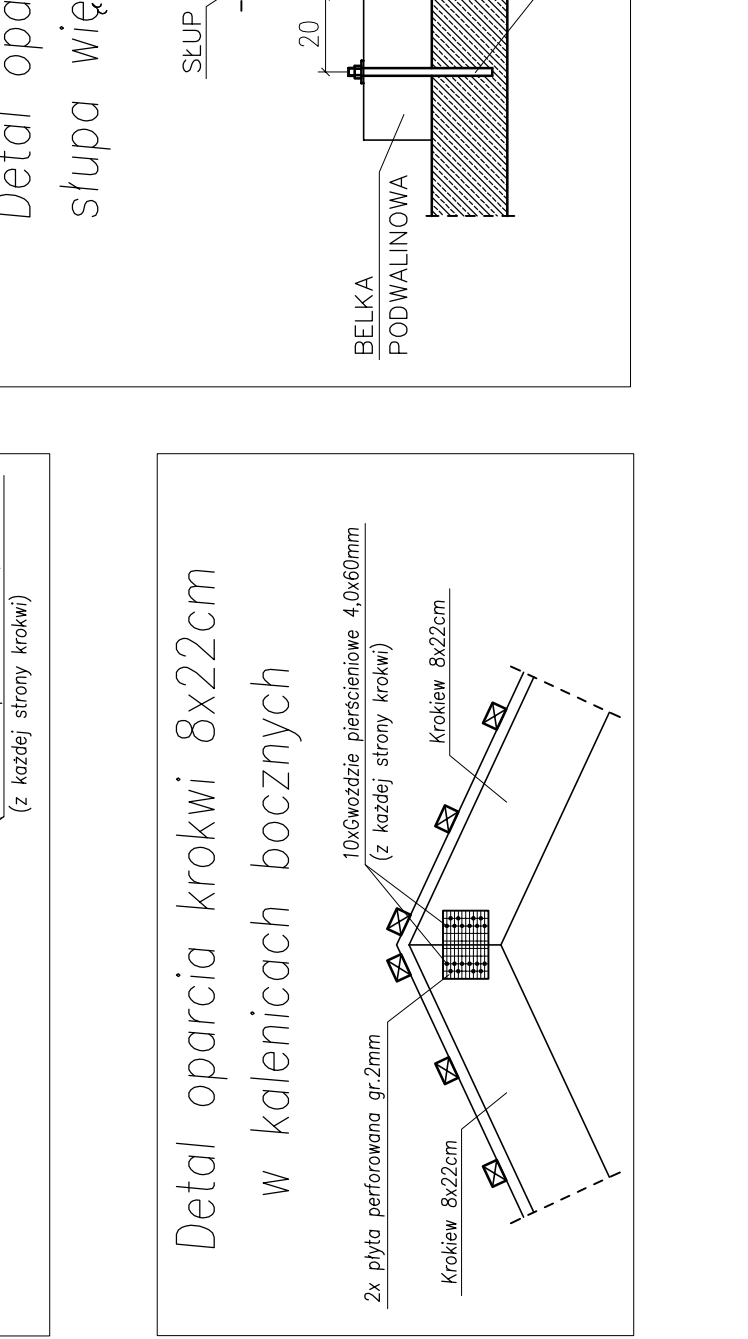 Detal opa
słupa wię
SŁUP
20
BELKA
PODWALINOWA
(z każdej strony krokwi)
Detal oparcia krokwi 8x22cm
w kalenicach bocznych
10xGwoździe pierścieniowe 4,0x60mm
(z każdej strony krokwi)
Krokiew 8x22cm
2x płyta perforowana gr.2mm
Krokiew 8x22cm